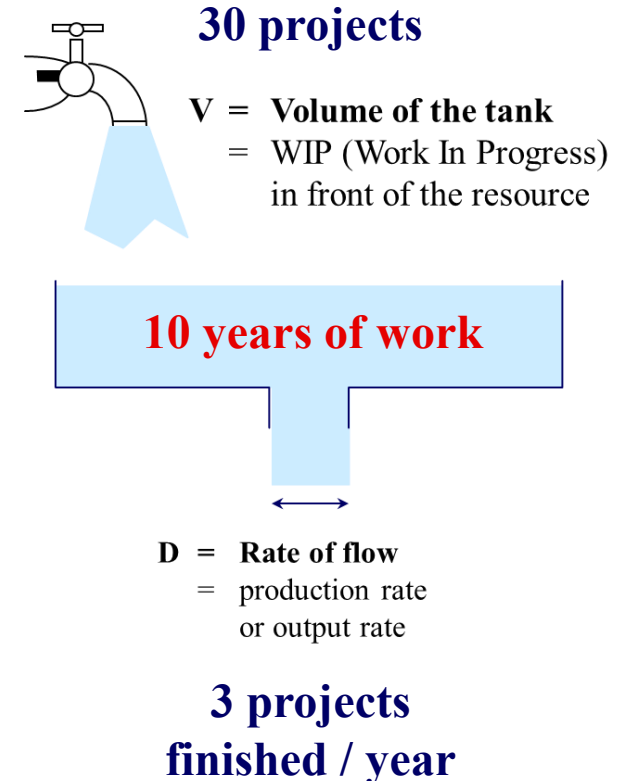 30 projects
V = Volume of the tank
= WIP (Work In Progress)
in front of the resource
10 years of work
D = Rate of flow
= production rate
or output rate
3 projects
finished / year